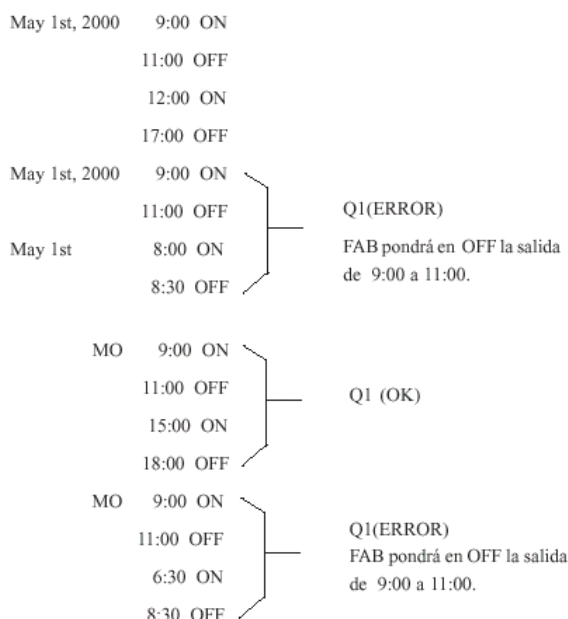 May 1st, 2000 9:00 ON
11:00 OFF
12:00 ON
17:00 OFF
May 1st, 2000 9:00 ON
11:00 OFF
Q1(ERROR)
May 1st 8:00 ON
FAB pondrá en OFF la salida
de 9:00 a 11:00.
8:30 OFF
MO 9:00 ON
11:00 OFF
Q1 (OK)
15:00 ON
18:00 OFF
MO 9:00 ON
11:00 OFF
Q1(ERROR)
FAB pondrá en OFF la salida
6:30 ON
de 9:00 a 11:00.
8:30 OFF